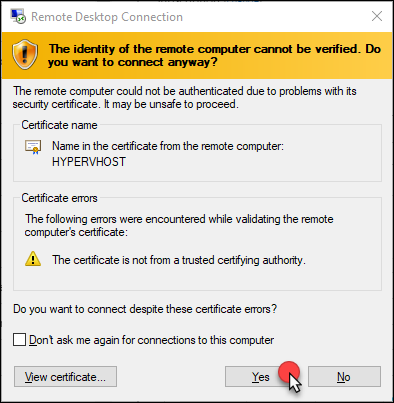 Remote Desktop Connection
The identity of the remote computer cannot be verified. Do
you want to connect anyway?
The remote computer could not be authenticated due to problems with its
security certificate. It may be unsafe to proceed.
Certificate name
Name in the certificate from the remote computer:
HYPERVHOST
Certificate errors
The following errors were encountered while validating the remote
computer's certificate:
The certificate is not from a trusted certifying authority.
Do you want to connect despite these certificate errors?
Don't ask me again for connections to this computer
View certificate... Yes No